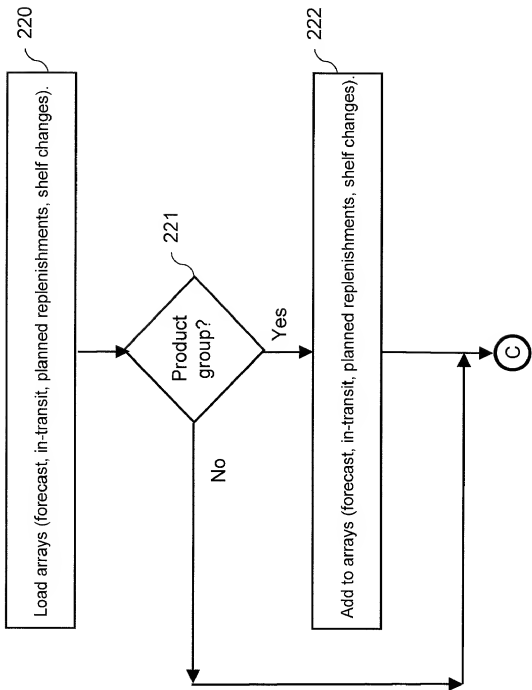 220
Load arrays (forecast, in-transit, planned replenishments, shelf changes).
221
Product
group?
Yes
No
222
Add to arrays (forecast, in-transit, planned replenishments, shelf changes).
C